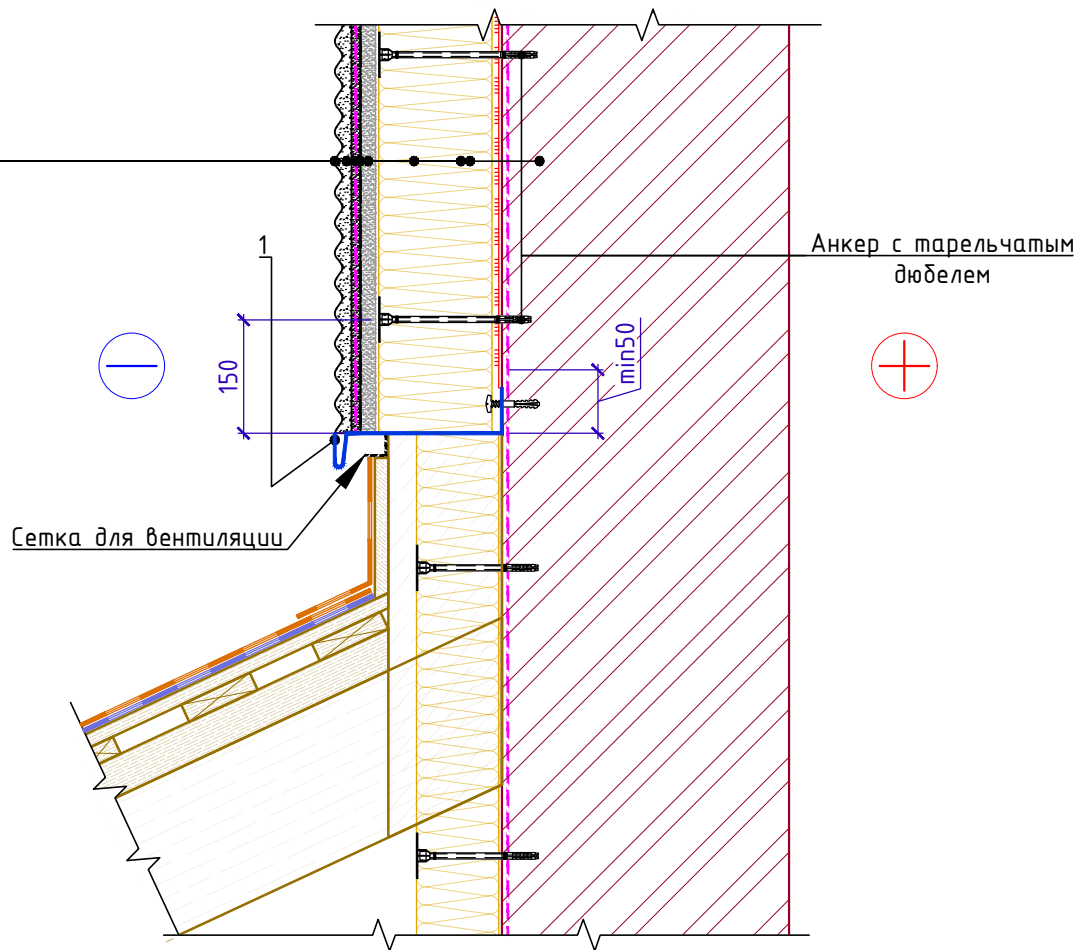 1
Анкер с тарельчатым
дюбелем
150
min50
Сетка для вентиляции